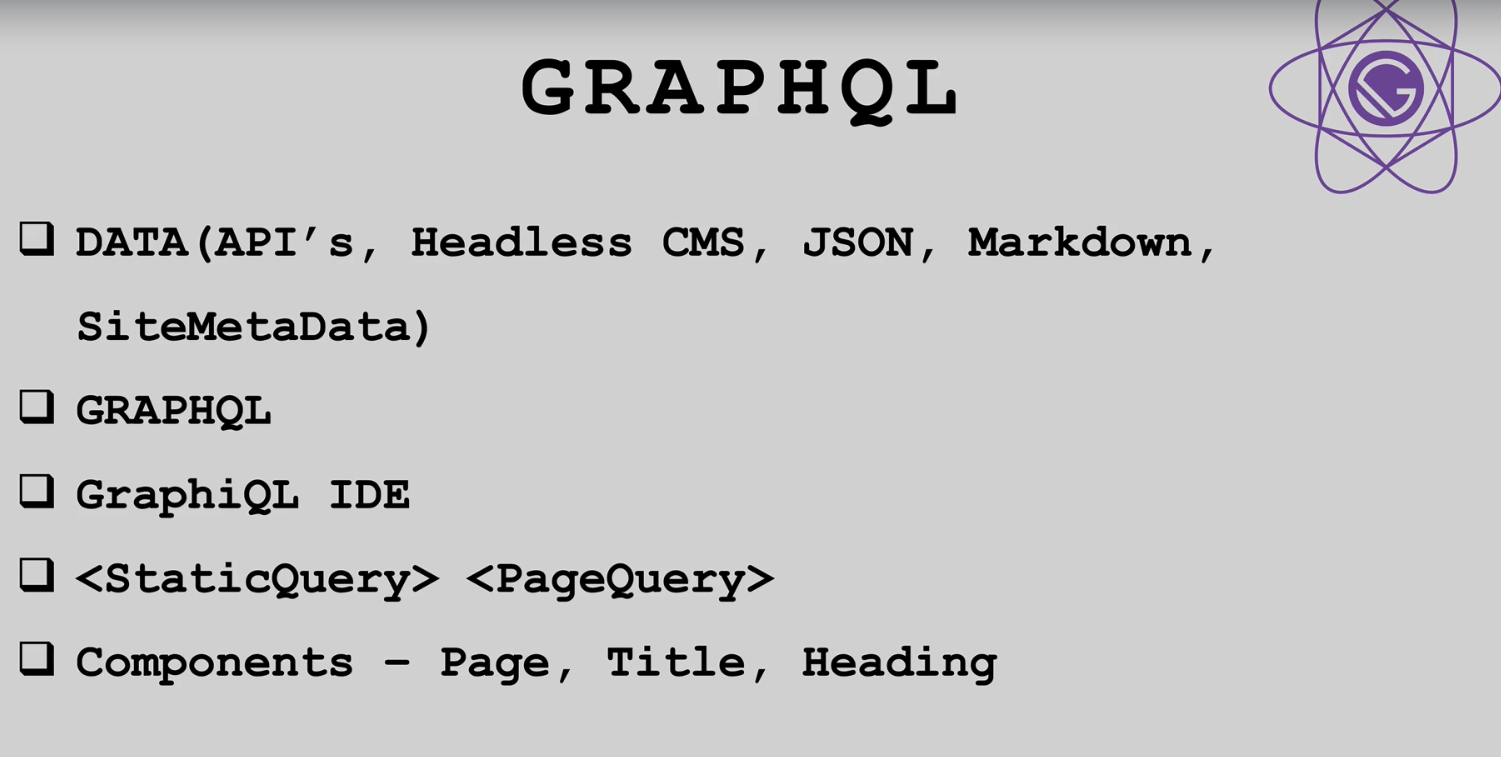 GRAPHQL
❑ DATA(API’s, Headless CMS, JSON, Markdown,
SiteMetaData)
❑ GRAPHQL
❑ GraphiQL IDE
❑ <StaticQuery> <PageQuery>
❑ Components – Page, Title, Heading